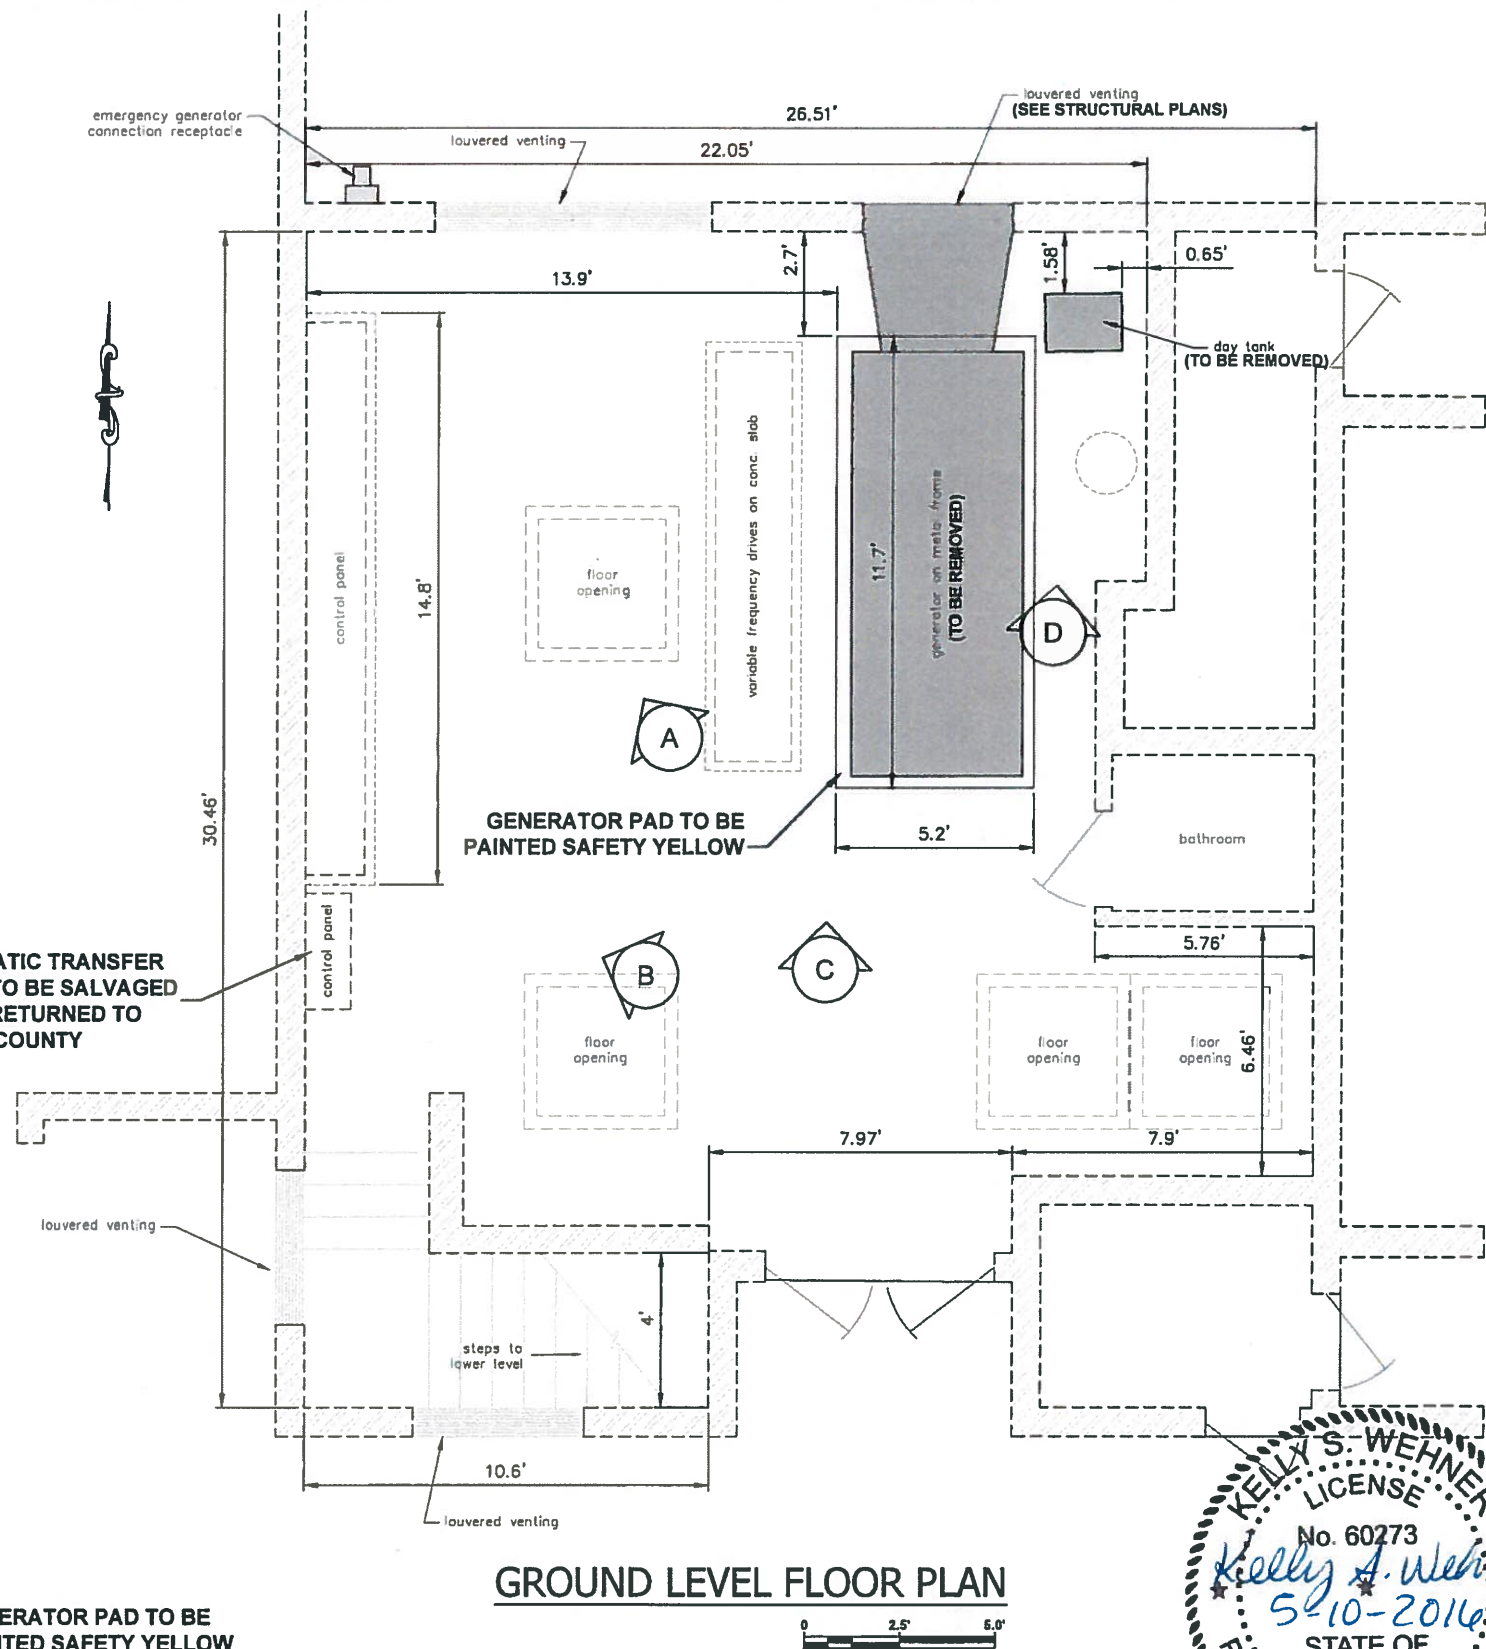 emergency generator
connection receptacle
louvered venting
louvered venting
(SEE STRUCTURAL PLANS)
26.51'
22.05'
13.9'
2.7'
1.58'
0.65'
day tank
(TO BE REMOVED)
control panel
14.8'
floor
opening
variable frequency drives on conc. slab
11.7'
generator on metal frame
(TO BE REMOVED)
D
A
30.46'
GENERATOR PAD TO BE
PAINTED SAFETY YELLOW
5.2'
bathroom
control panel
ATIC TRANSFER
TO BE SALVAGED
RETURNED TO
COUNTY
B
C
5.76'
6.46'
floor
opening
floor
opening
floor
opening
7.97'
7.9'
louvered venting
4'
steps to
lower level
10.6'
louvered venting
GROUND LEVEL FLOOR PLAN
0 2.5' 5.0'
ERATOR PAD TO BE
NTED SAFETY YELLOW
KELLY S. WEHNER
LICENSE
No. 60273
Kelly S. Weh
5-10-2016
STATE OF